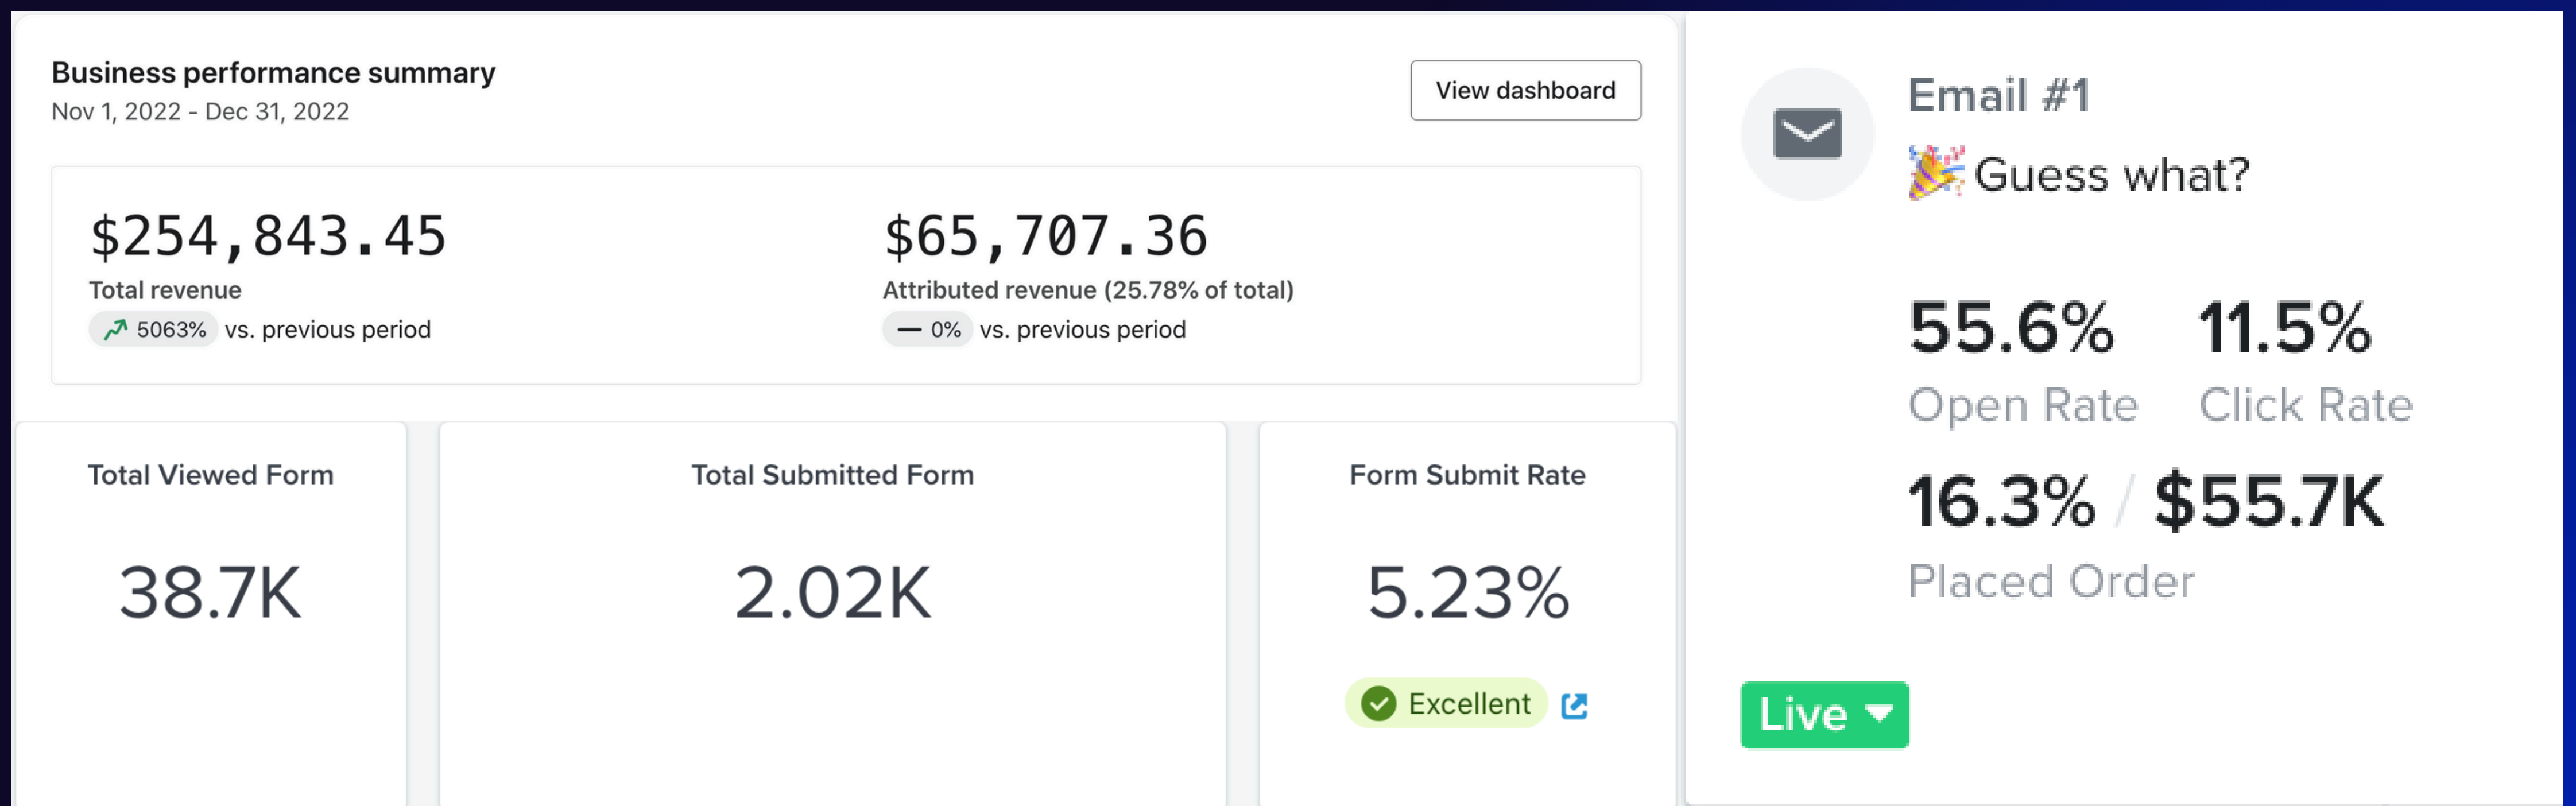 Business performance summary
Nov 1, 2022 - Dec 31, 2022
View dashboard
$254,843.45
Total revenue
5063% vs. previous period
$65,707.36
Attributed revenue (25.78% of total)
0% vs. previous period
Total Viewed Form
38.7K
Total Submitted Form
2.02K
Form Submit Rate
5.23%
Excellent
Email #1
🎉Guess what?
55.6% 11.5%
Open Rate Click Rate
16.3% / $55.7K
Placed Order
Live